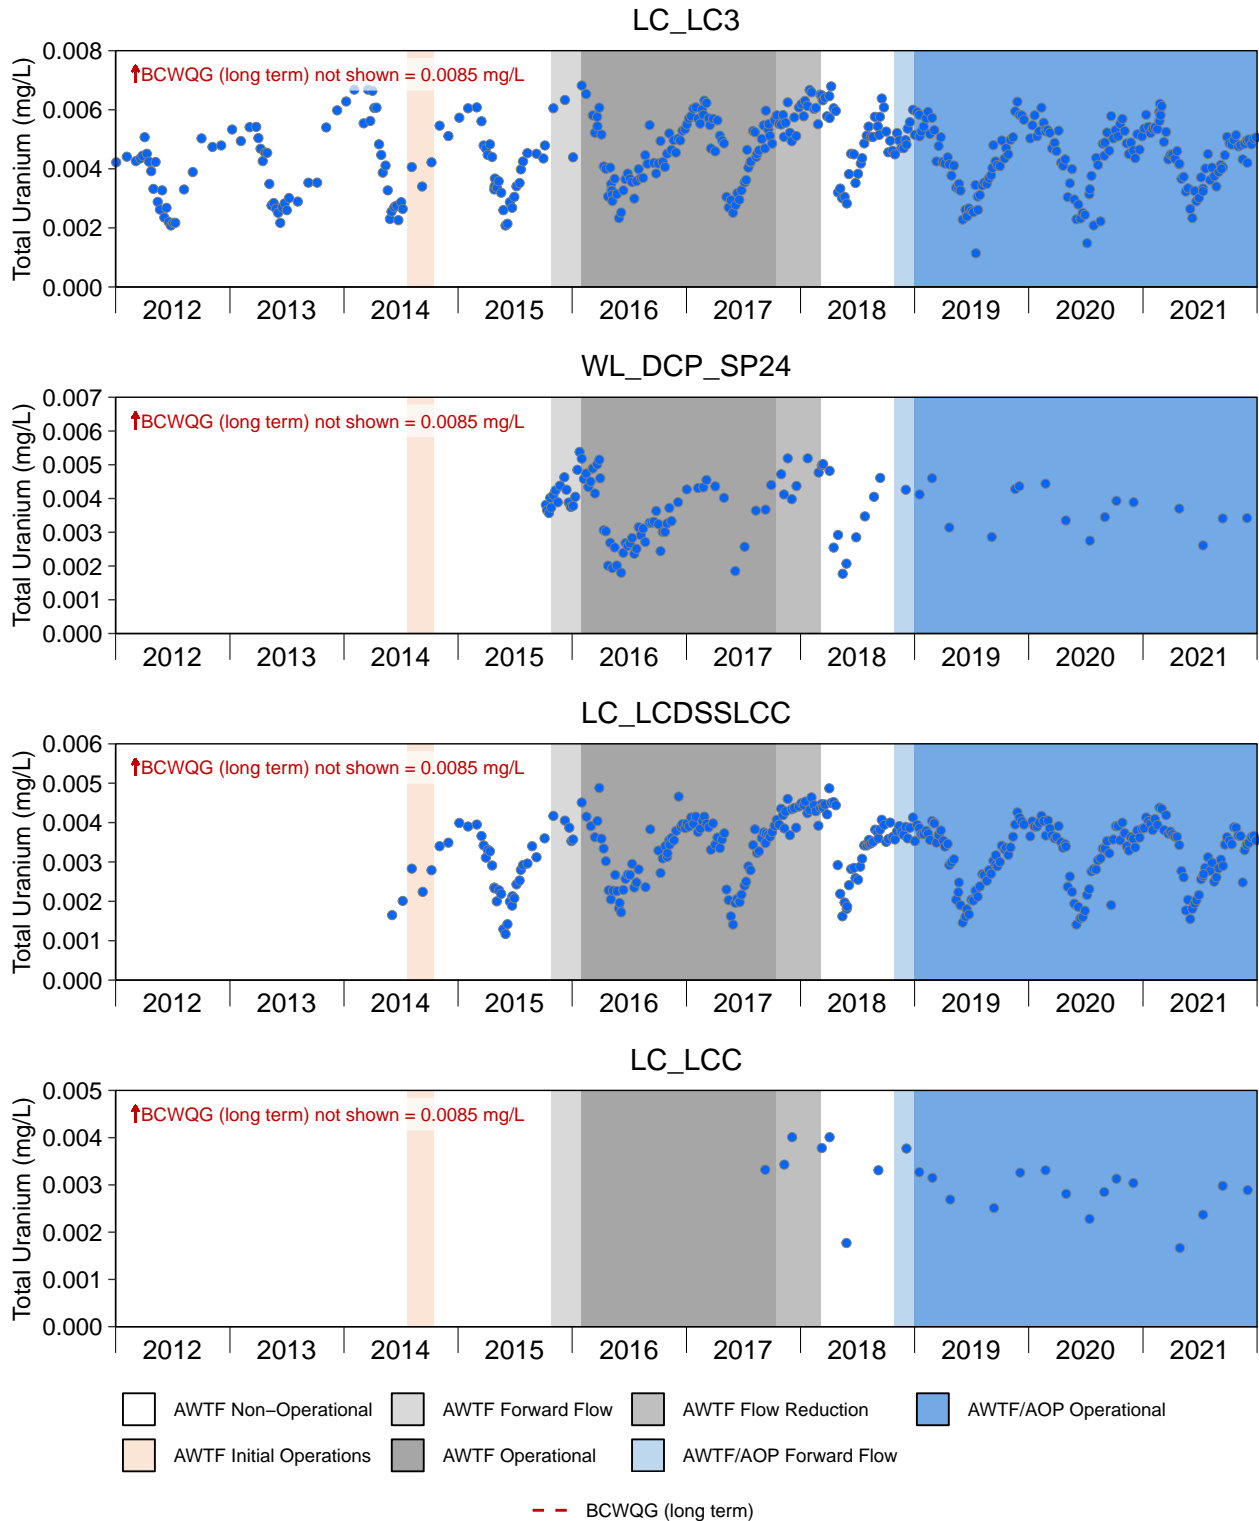 LC_LC3
Total Uranium (mg/L)
0.008
0.006
0.004
0.002
0.000
BCWQG (long term) not shown = 0.0085 mg/L
2012 2013 2014 2015 2016 2017 2018 2019 2020 2021
WL_DCP_SP24
Total Uranium (mg/L)
0.007
0.006
0.005
0.004
0.003
0.002
0.001
0.000
BCWQG (long term) not shown = 0.0085 mg/L
2012 2013 2014 2015 2016 2017 2018 2019 2020 2021
LC_LCDSSLCC
Total Uranium (mg/L)
0.006
0.005
0.004
0.003
0.002
0.001
0.000
BCWQG (long term) not shown = 0.0085 mg/L
2012 2013 2014 2015 2016 2017 2018 2019 2020 2021
LC_LCC
Total Uranium (mg/L)
0.005
0.004
0.003
0.002
0.001
0.000
BCWQG (long term) not shown = 0.0085 mg/L
2012 2013 2014 2015 2016 2017 2018 2019 2020 2021
AWTF Non−Operational AWTF Forward Flow AWTF Flow Reduction AWTF/AOP Operational
AWTF Initial Operations AWTF Operational AWTF/AOP Forward Flow
BCWQG (long term)